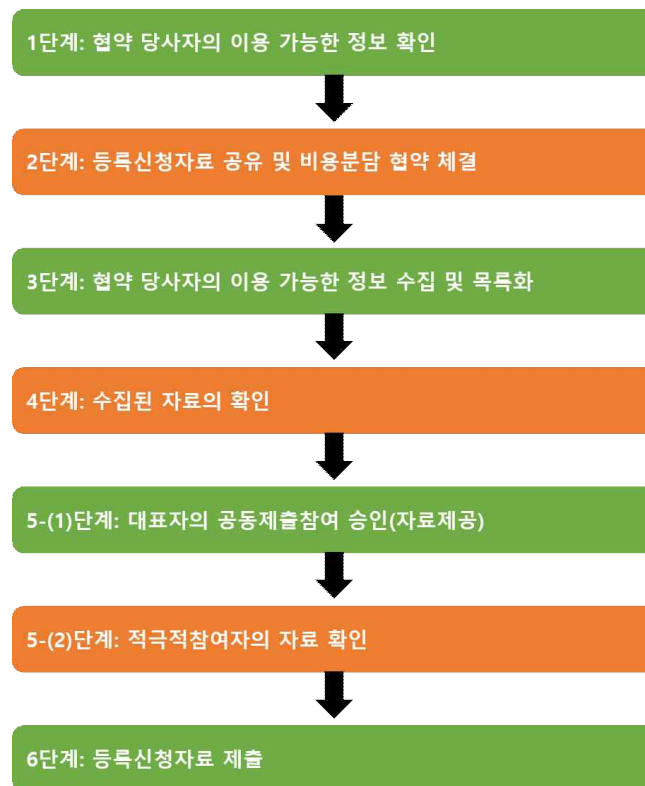 1단계: 협약 당사자의 이용 가능한 정보 확인
2단계: 등록신청자료 공유 및 비용분담 협약 체결
3단계: 협약 당사자의 이용 가능한 정보 수집 및 목록화
4단계: 수집된 자료의 확인
5-(1)단계: 대표자의 공동제출참여 승인(자료제공)
5-(2)단계: 적극적참여자의 자료 확인
6단계: 등록신청자료 제출